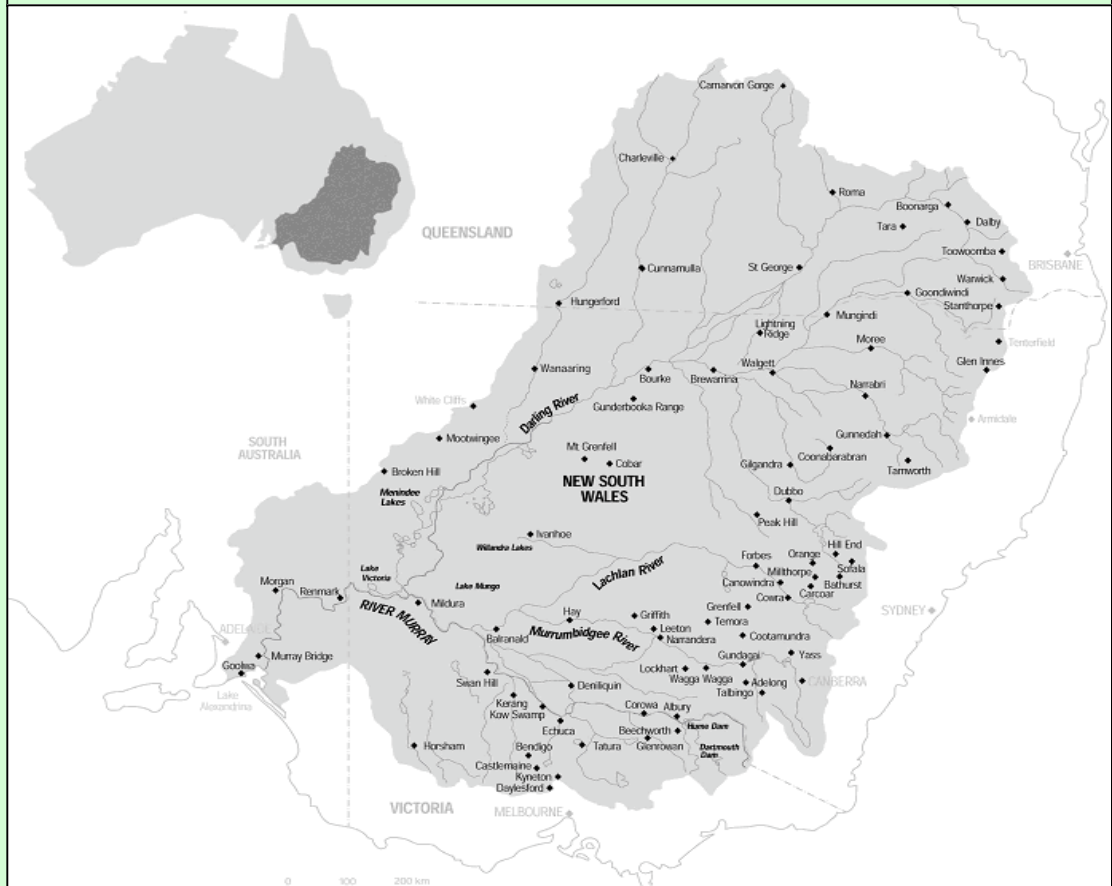 Carnarvon Gorge
Charleville
Roma
Boonarga
Tara
Dalby
QUEENSLAND
Toowoomba
BRISBANE
Cunnamulla
St George
Warwick
Goondiwindi
Hungerford
Stanthorpe
Mungindi
Lightning
Ridge
Moree
Tenterfield
Glen Innes
Walgett
Wanaaring
Bourke
Brewarrina
Narrabri
White Cliffs
Darling River
Gunderbooka Range
Armidale
Mootwingee
Gunnedah
SOUTH
AUSTRALIA
Mt Grenfell
Coonabarabran
Cobar
Gilgandra
Tamworth
Broken Hill
NEW SOUTH
WALES
Menindee
Lakes
Dubbo
Peak Hill
Ivanhoe
Willandra Lakes
Hill End
Forbes
Orange
Sofala
Lake
Victoria
Lachlan River
Millthorpe
Bathurst
Morgan
Renmark
Lake Mungo
Canowindra
Carcoar
Cowra
Mildura
Grenfell
SYDNEY
RIVER MURRAY
Hay
Griffith
Temora
ADELAIDE
Balranald
Murrumbidgee River
Leeton
Narrandera
Cootamundra
Murray Bridge
Gundagai
Yass
Goolwa
Lockhart
Wagga Wagga
Swan Hill
Deniliquin
Adelong
CANBERRA
Talbingo
Lake
Alexandrina
Kerang
Kow Swamp
Corowa
Albury
Hume Dam
Echuca
Beechworth
Horsham
Bendigo
Tatura
Glenrowan
Dartmouth
Dam
Castlemaine
Kyneton
Daylesford
VICTORIA
MELBOURNE
0 100 200 km